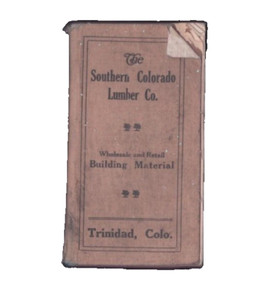 The
Southern Colorado
Lumber Co.
Wholesale and Retail
Building Material
Trinidad, Colo.